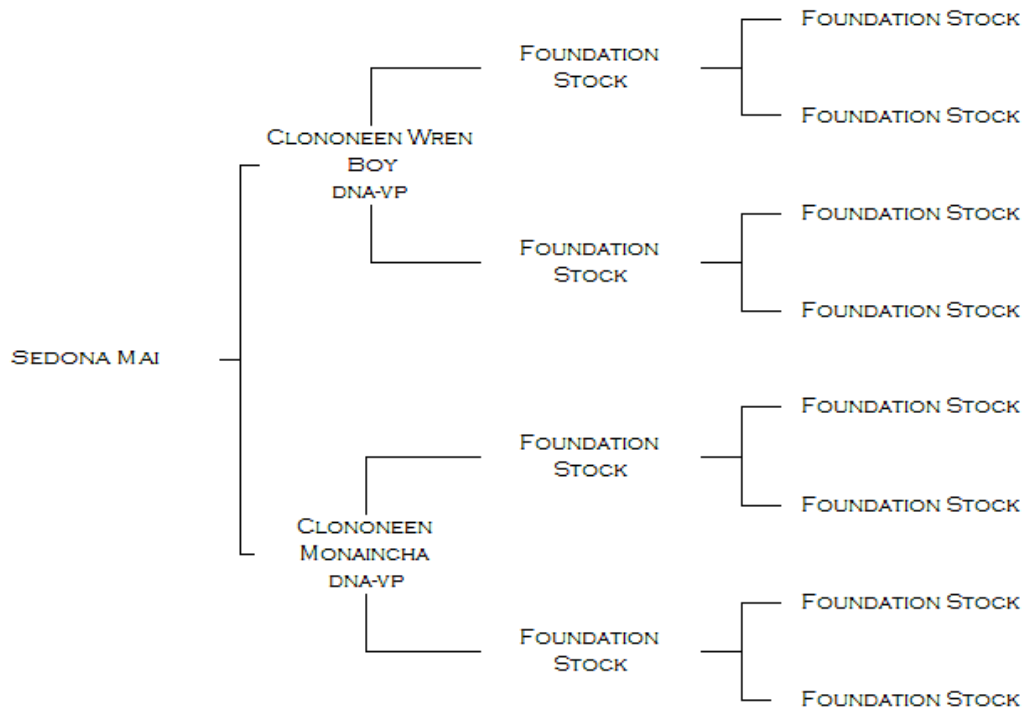 Foundation Stock
Foundation
Stock
Foundation Stock
Clononeen Wren
Boy
DNA-VP
Foundation Stock
Foundation
Stock
Foundation Stock
Sedona Mai
Foundation Stock
Foundation
Stock
Foundation Stock
Clononeen
Monaincha
DNA-VP
Foundation Stock
Foundation
Stock
Foundation Stock